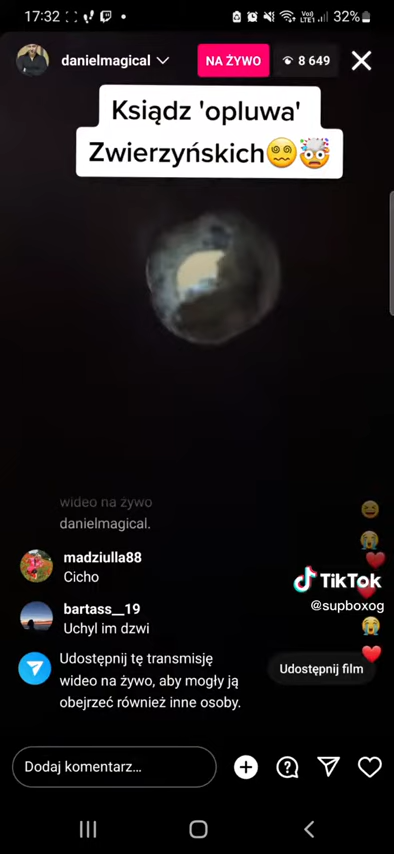 17:32
32%
danielmagical
NA ŻYWO
8 649
Ksiądz 'opluwa'
Zwierzyńskich😵‍💫🤯
wideo na żywo
danielmagical.
madziulla88
Cicho
TikTok
@supboxog
bartass__19
Uchyl im dzwi
Udostępnij tę transmisję
wideo na żywo, aby mogły ją
obejrzeć również inne osoby.
Udostępnij film
Dodaj komentarz...